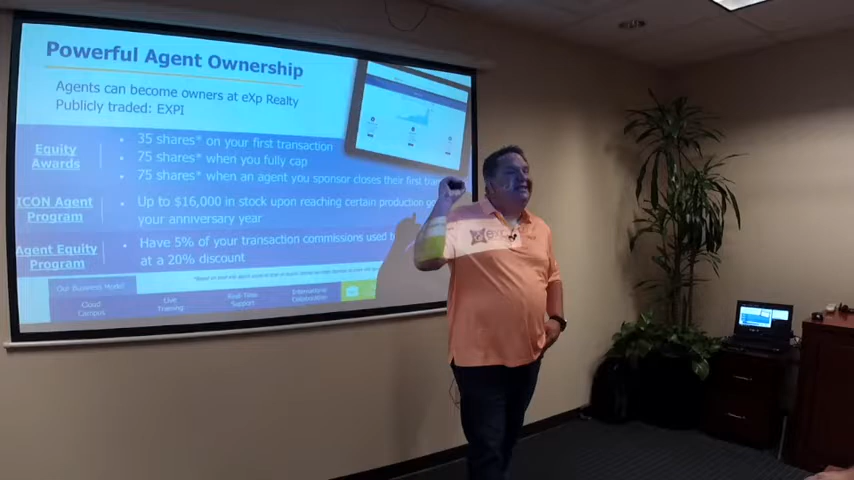 Powerful Agent Ownership
Agents can become owners at eXp Realty
Publicly traded: EXPI
Equity
Awards
• 35 shares* on your first transaction
• 75 shares* when you fully cap
• 75 shares* when an agent you sponsor closes their first transa
ICON Agent
Program
• Up to $16,000 in stock upon reaching certain production
your anniversary year
Agent Equity
Program
• Have 5% of your transaction commissions used
at a 20% discount
Our Business Model
Cloud
Campus
Live
Training
Real-Time
Support
International
Collaboration
exp